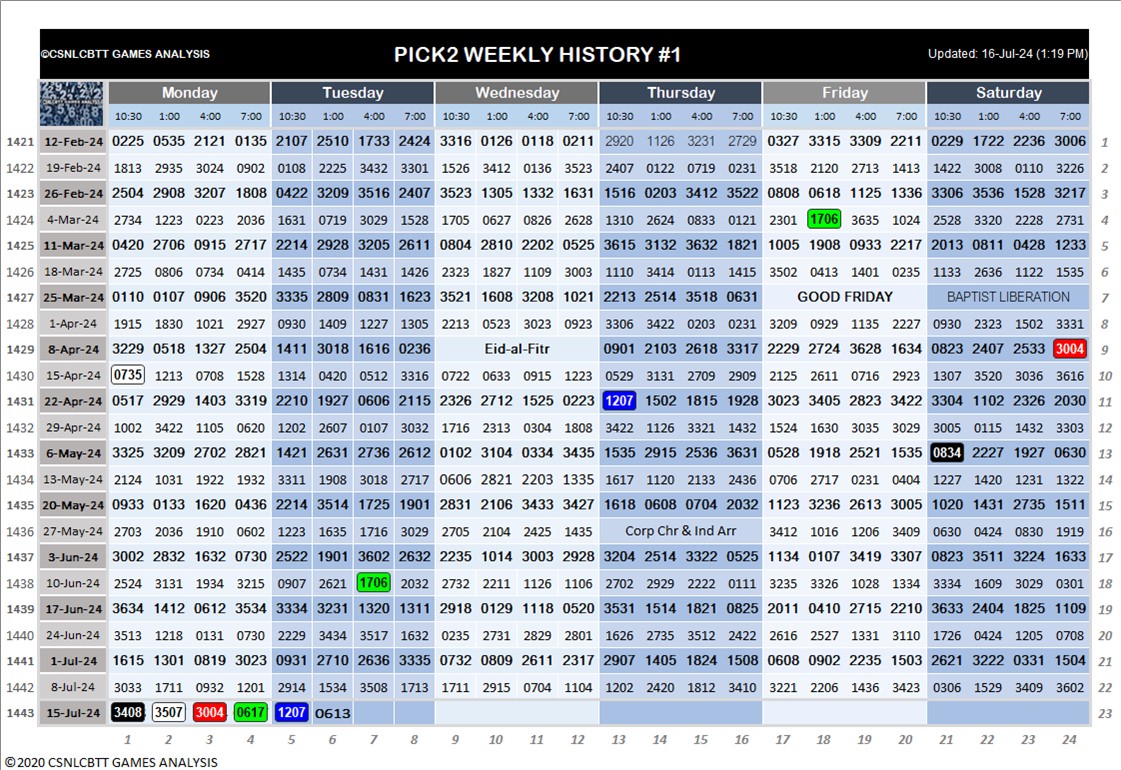 ©CSNLCBTT GAMES ANALYSIS PICK2 WEEKLY HISTORY #1 Updated: 16-Jul-24 (1:19 PM)
Monday Tuesday Wednesday Thursday Friday Saturday
10:30 1:00 4:00 7:00 10:30 1:00 4:00 7:00 10:30 1:00 4:00 7:00 10:30 1:00 4:00 7:00 10:30 1:00 4:00 7:00 10:30 1:00 4:00 7:00
1421 12-Feb-24 0225 0535 2121 0135 2107 2510 1733 2424 3316 0126 0118 0211 2920 1126 3231 2729 0327 3315 3309 2211 0229 1722 2236 3006 1
1422 19-Feb-24 1813 2935 3024 0902 0108 2225 3432 3301 1526 3412 0136 3523 2407 0122 0719 0231 3518 2120 2713 1413 1422 3008 0110 3226 2
1423 26-Feb-24 2504 2908 3207 1808 0422 3209 3516 2407 3523 1305 1332 1631 1516 0203 3412 3522 0808 0618 1125 1336 3306 3536 1528 3217 3
1424 4-Mar-24 2734 1223 0223 2036 1631 0719 3029 1528 1705 0627 0826 2628 1310 2624 0833 0121 2301 1706 3635 1024 2528 3320 2228 2731 4
1425 11-Mar-24 0420 2706 0915 2717 2214 2928 3205 2611 0804 2810 2202 0525 3615 3132 3632 1821 1005 1908 0933 2217 2013 0811 0428 1233 5
1426 18-Mar-24 2725 0806 0734 0414 1435 0734 1431 1426 2323 1827 1109 3003 1110 3414 0113 1415 3502 0413 1401 0235 1133 2636 1122 1535 6
1427 25-Mar-24 0110 0107 0906 3520 3335 2809 0831 1623 3521 1608 3208 1021 2213 2514 3518 0631 GOOD FRIDAY BAPTIST LIBERATION 7
1428 1-Apr-24 1915 1830 1021 2927 0930 1409 1227 1305 2213 0523 3023 0923 3306 3422 0203 0231 3209 0929 1135 2227 0930 2323 1502 3331 8
1429 8-Apr-24 3229 0518 1327 2504 1411 3018 1616 0236 Eid-al-Fitr 0901 2103 2618 3317 2229 2724 3628 1634 0823 2407 2533 3004 9
1430 15-Apr-24 0735 1213 0708 1528 1314 0420 0512 3316 0722 0633 0915 1223 0529 3131 2709 2909 2125 2611 0716 2923 1307 3520 3036 3616 10
1431 22-Apr-24 0517 2929 1403 3319 2210 1927 0606 2115 2326 2712 1525 0223 1207 1502 1815 1928 3023 3405 2823 3422 3304 1102 2326 2030 11
1432 29-Apr-24 1002 3422 1105 0620 1202 2607 0107 3032 1716 2313 0304 1808 3422 1126 3321 1432 1524 1630 3035 3029 3005 0115 1432 3303 12
1433 6-May-24 3325 3209 2702 2821 1421 2631 2736 2612 0102 3104 0334 3435 1535 2915 2536 3631 0528 1918 2521 1535 0834 2227 1927 0630 13
1434 13-May-24 2124 1031 1922 1932 3311 1908 3018 2717 0606 2821 2203 1335 1617 1120 2133 2436 0706 2717 0231 0404 1227 1420 1231 1322 14
1435 20-May-24 0933 0133 1620 0436 2214 3514 1725 1901 2831 2106 3433 3427 1618 0608 0704 2032 1123 3236 2613 3005 1020 1431 2735 1511 15
1436 27-May-24 2703 2036 1910 0602 1223 1635 1716 3029 2705 2104 2425 1435 Corp Chr & Ind Arr 3412 1016 1206 3409 0630 0424 0830 1919 16
1437 3-Jun-24 3002 2832 1632 0730 2522 1901 3602 2632 2235 1014 3003 2928 3204 2514 3322 0525 1134 0107 3419 3307 0823 3511 3224 1633 17
1438 10-Jun-24 2524 3131 1934 3215 0907 2621 1706 2032 2732 2211 1126 1106 2702 2929 2222 0111 3235 3526 1028 1334 3334 1609 3029 0301 18
1439 17-Jun-24 3634 1412 0612 3534 3334 3231 1320 1311 2918 0129 1118 0520 3531 1514 1821 0825 2011 0410 2715 2210 3633 2404 1825 1109 19
1440 24-Jun-24 3513 1218 0131 0730 2229 3434 3517 1632 0235 2731 2829 2801 1626 2735 3512 2422 2616 2527 1331 3110 1726 0424 1205 0708 20
1441 1-Jul-24 1615 1301 0819 3023 0931 2710 2636 3335 0732 0809 2611 2317 2907 1405 1824 1508 0608 0902 2235 1503 2621 3222 0331 1504 21
1442 8-Jul-24 3033 1711 0932 1201 2914 1534 3508 1713 1711 2915 0704 1104 1202 2420 1812 3410 3221 2206 1436 3423 0306 1529 3409 3602 22
1443 15-Jul-24 3408 3507 3004 0617 1207 0613 23
1 2 3 4 5 6 7 8 9 10 11 12 13 14 15 16 17 18 19 20 21 22 23 24
©2020 CSNLCBTT GAMES ANALYSIS